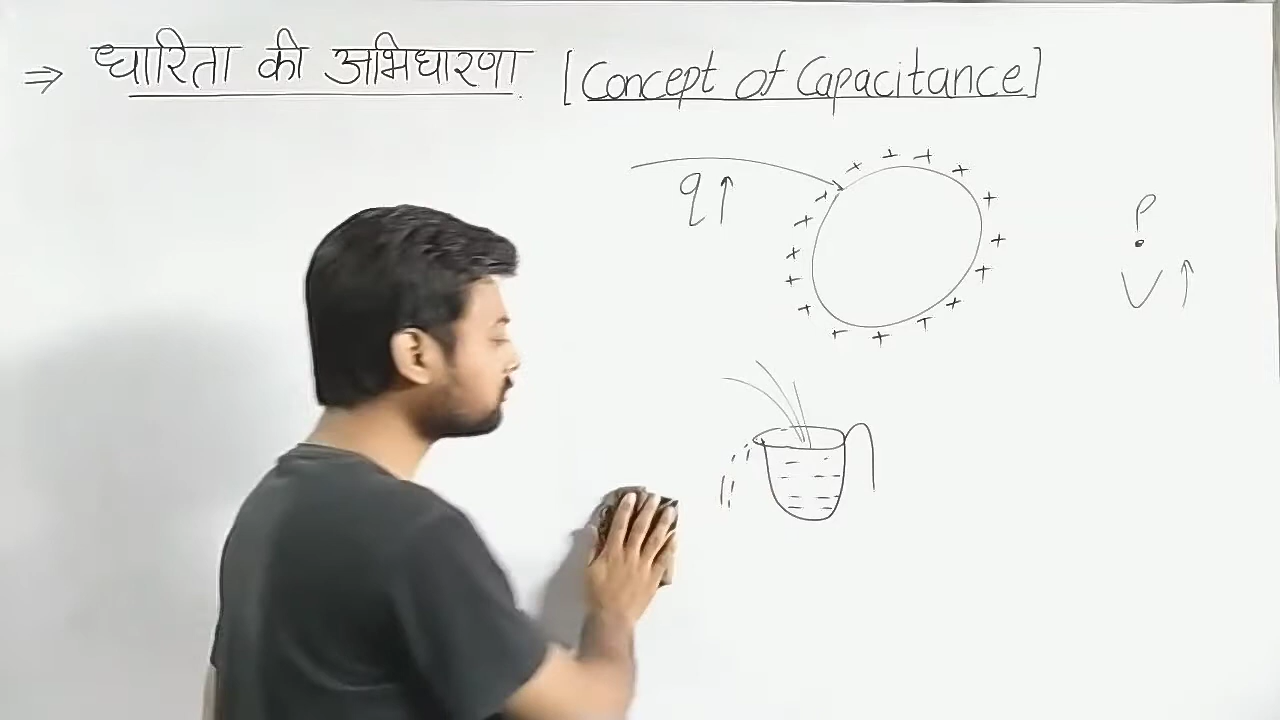 ⇒ धारिता की अभिधारणा [Concept of Capacitance]
q↑
P
V↑